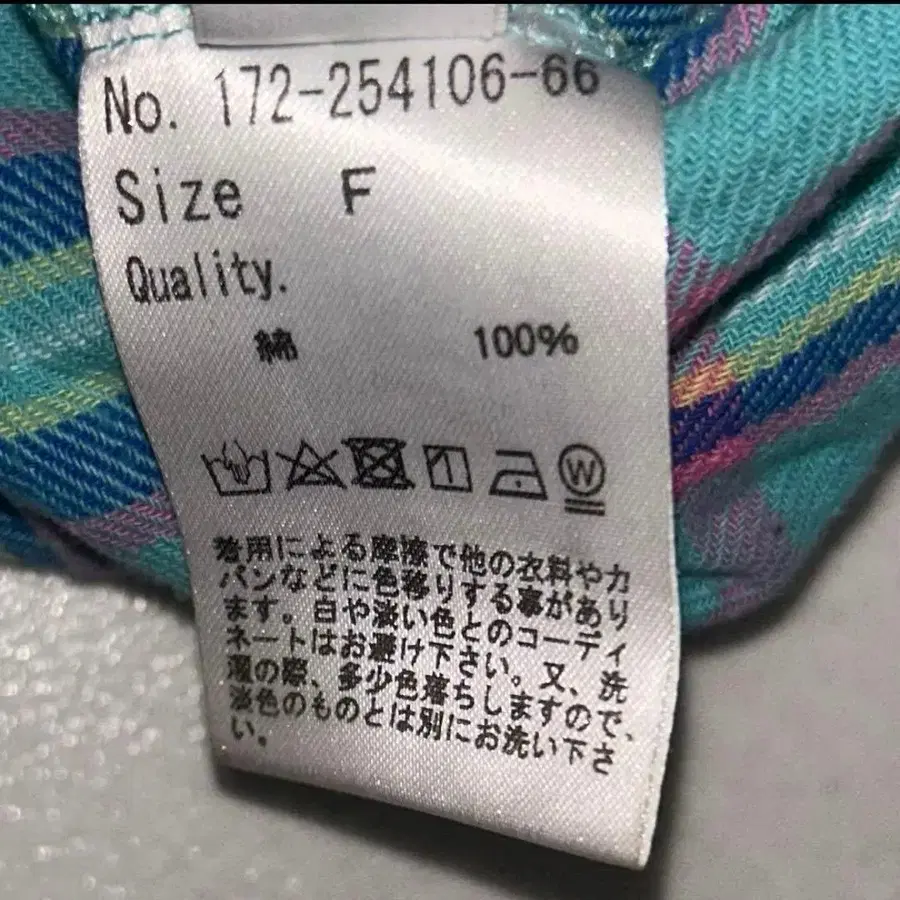 No. 172-254106-66
Size F
Quality.
綿 100%
W
着用による摩擦で他の衣料やカ
パンなどに色移りする事があり
ます。白や淡い色とのコーディ
ネートはお避け下さい。又、洗
濯の際、多少色落ちしますので、
淡色のものとは別にお洗い下さ
い。